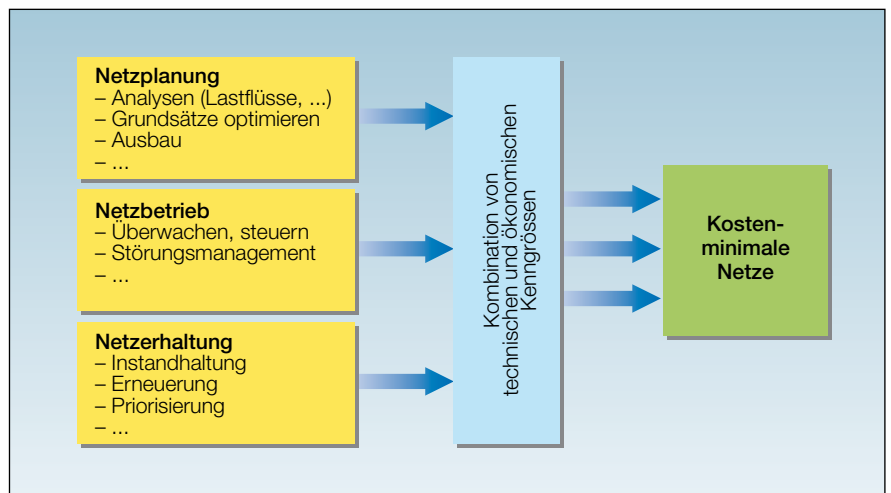 Netzplanung
– Analysen (Lastflüsse, ...)
– Grundsätze optimieren
– Ausbau
– ...
Netzbetrieb
– Überwachen, steuern
– Störungsmanagement
– ...
Netzerhaltung
– Instandhaltung
– Erneuerung
– Priorisierung
– ...
Kombination von
technischen und ökonomischen
Kenngrössen
Kosten-
minimale
Netze